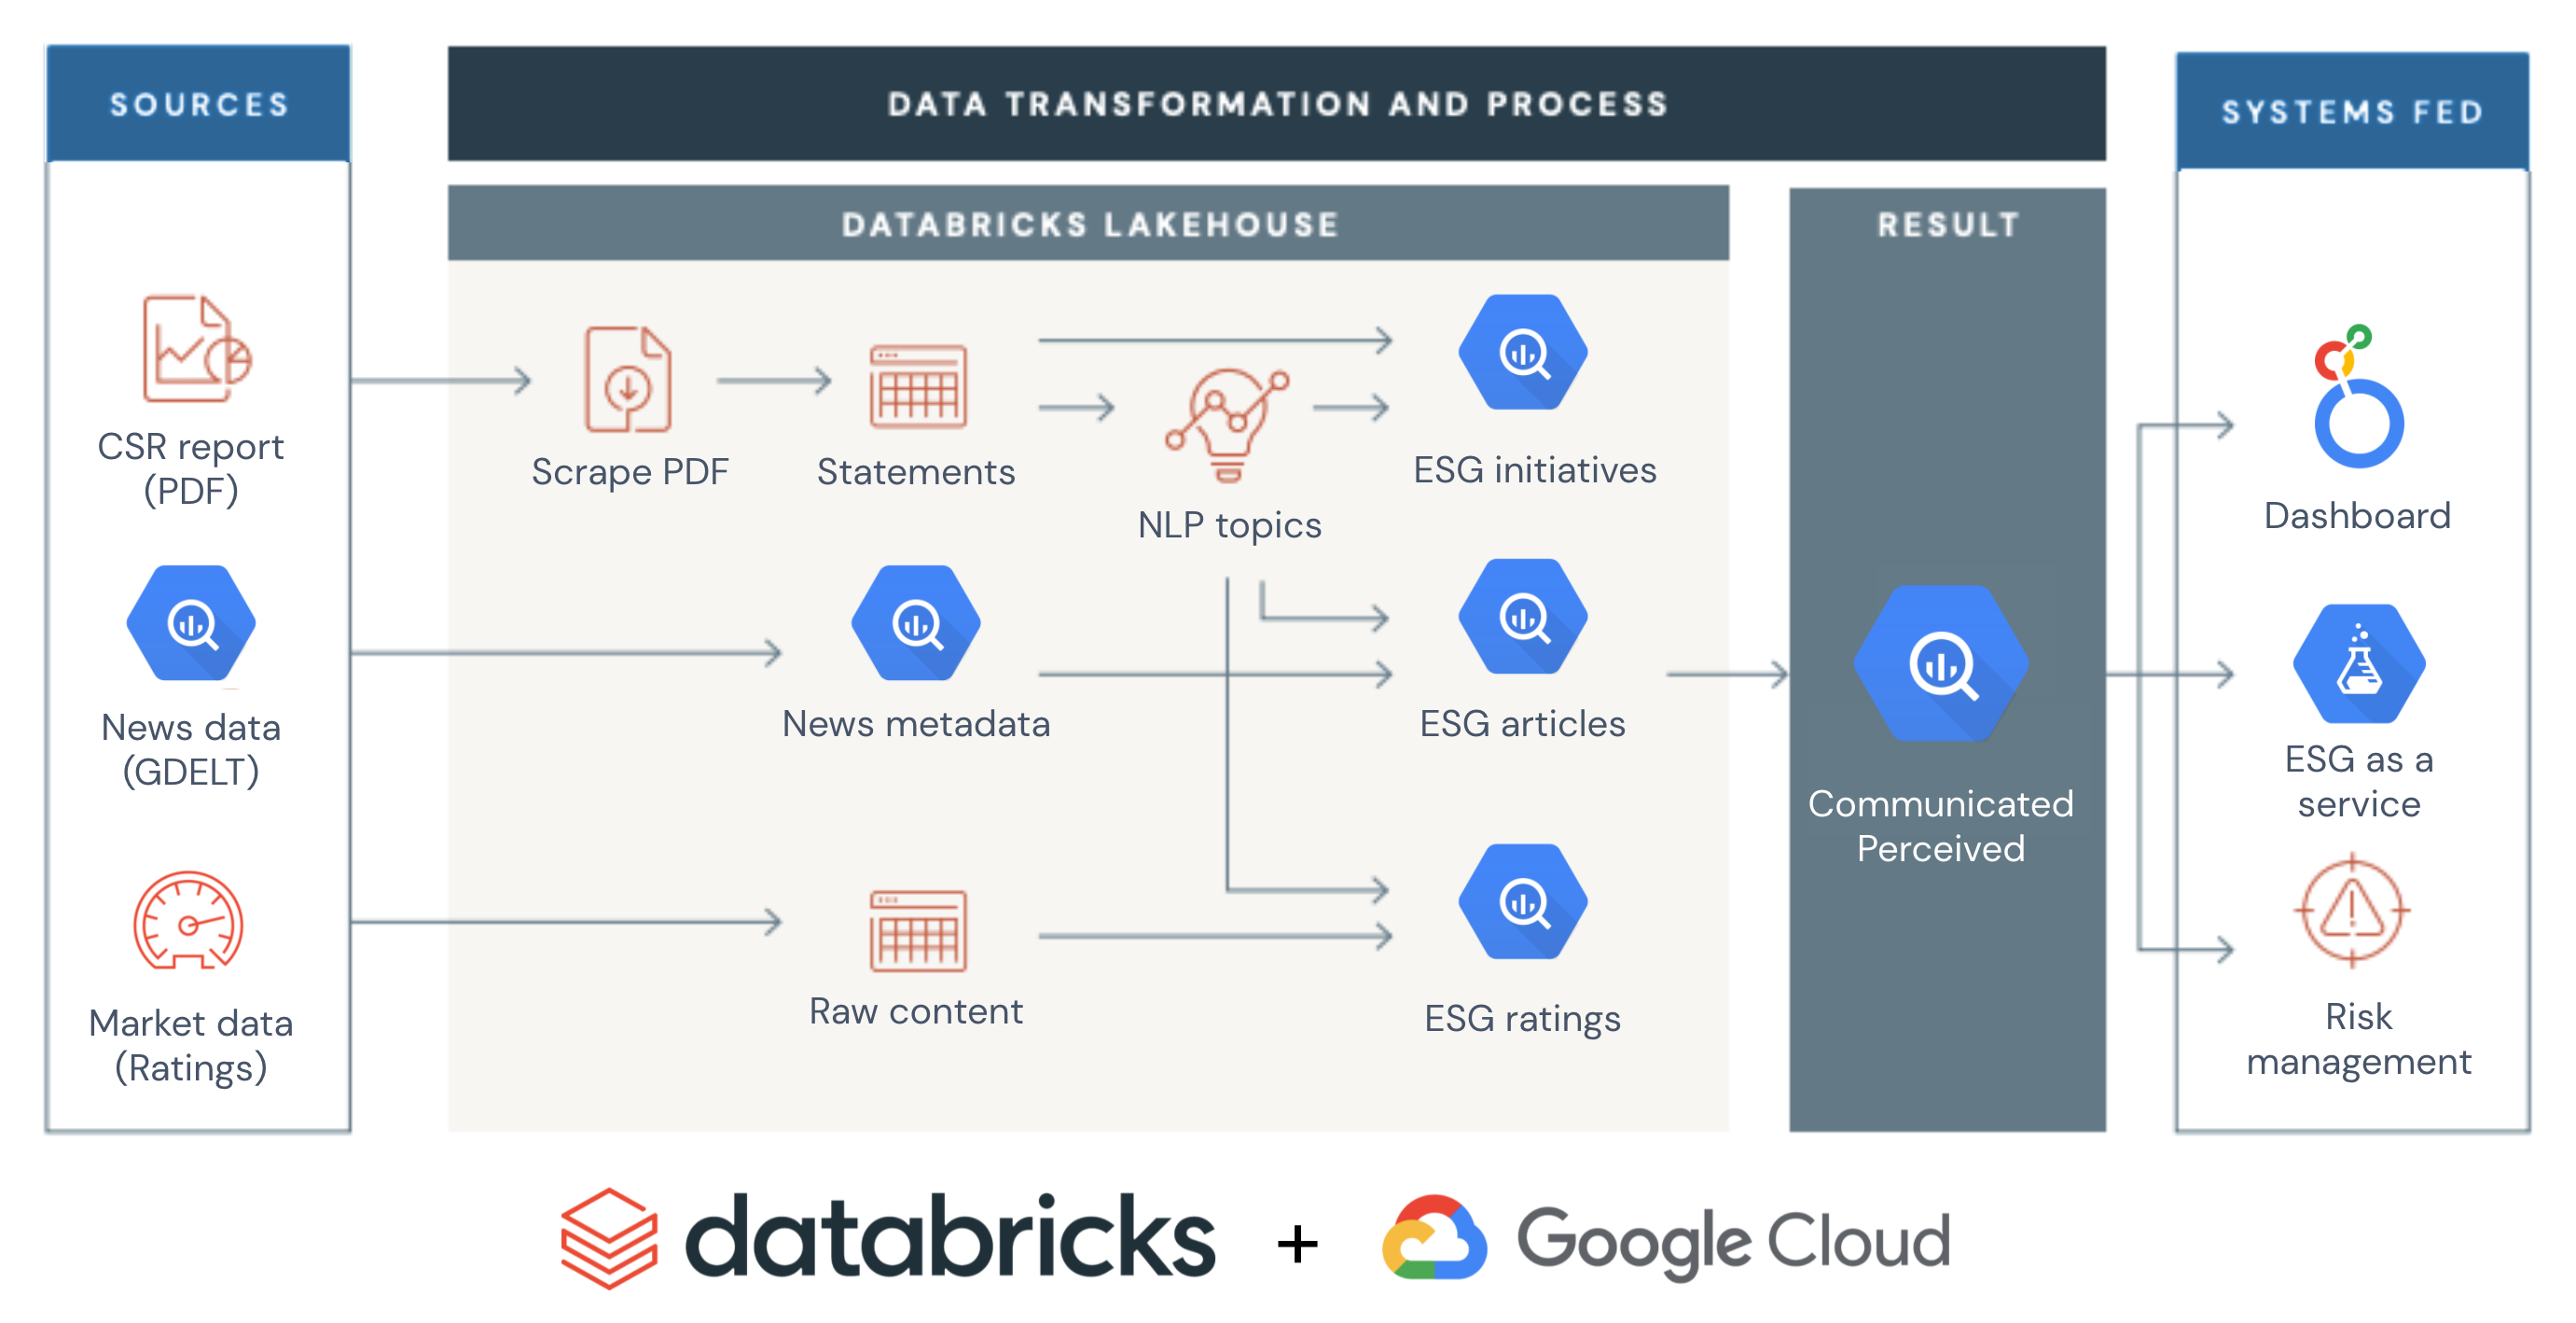 SOURCES
CSR report
(PDF)
News data
(GDELT)
Market data
(Ratings)
DATA TRANSFORMATION AND PROCESS
DATABRICKS LAKEHOUSE
Scrape PDF
Statements
NLP topics
ESG initiatives
News metadata
ESG articles
Raw content
ESG ratings
RESULT
Communicated
Perceived
SYSTEMS FED
Dashboard
ESG as a
service
Risk
management
databricks + Google Cloud